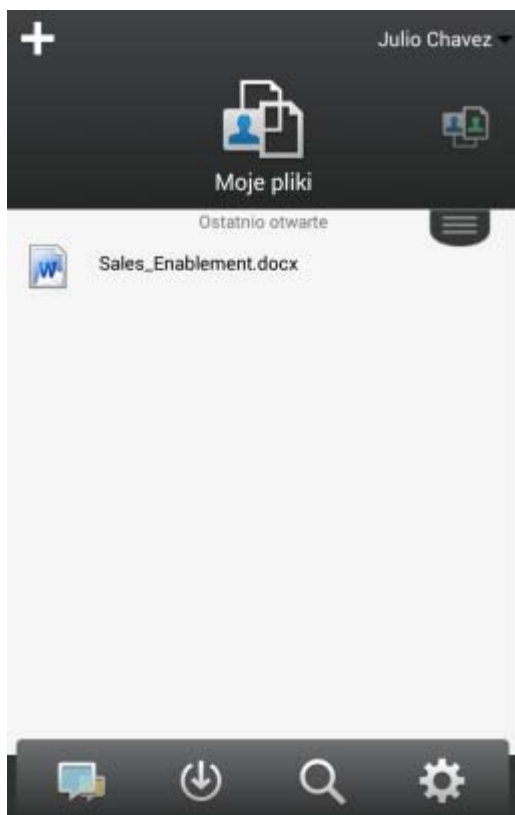 Julio Chavez
Moje pliki
Ostatnio otwarte
Sales_Enablement.docx